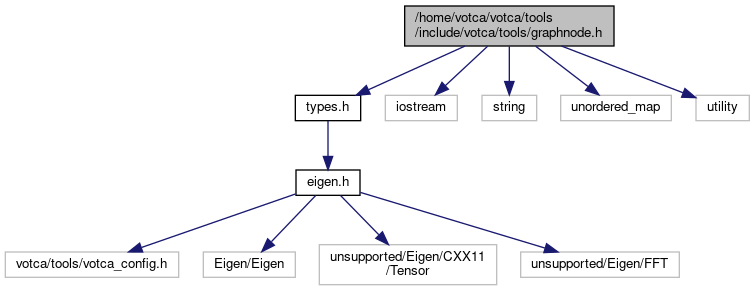 /home/votca/votca/tools
/include/votca/tools/graphnode.h
types.h
iostream
string
unordered_map
utility
eigen.h
votca/tools/votca_config.h
Eigen/Eigen
unsupported/Eigen/CXX11
/Tensor
unsupported/Eigen/FFT